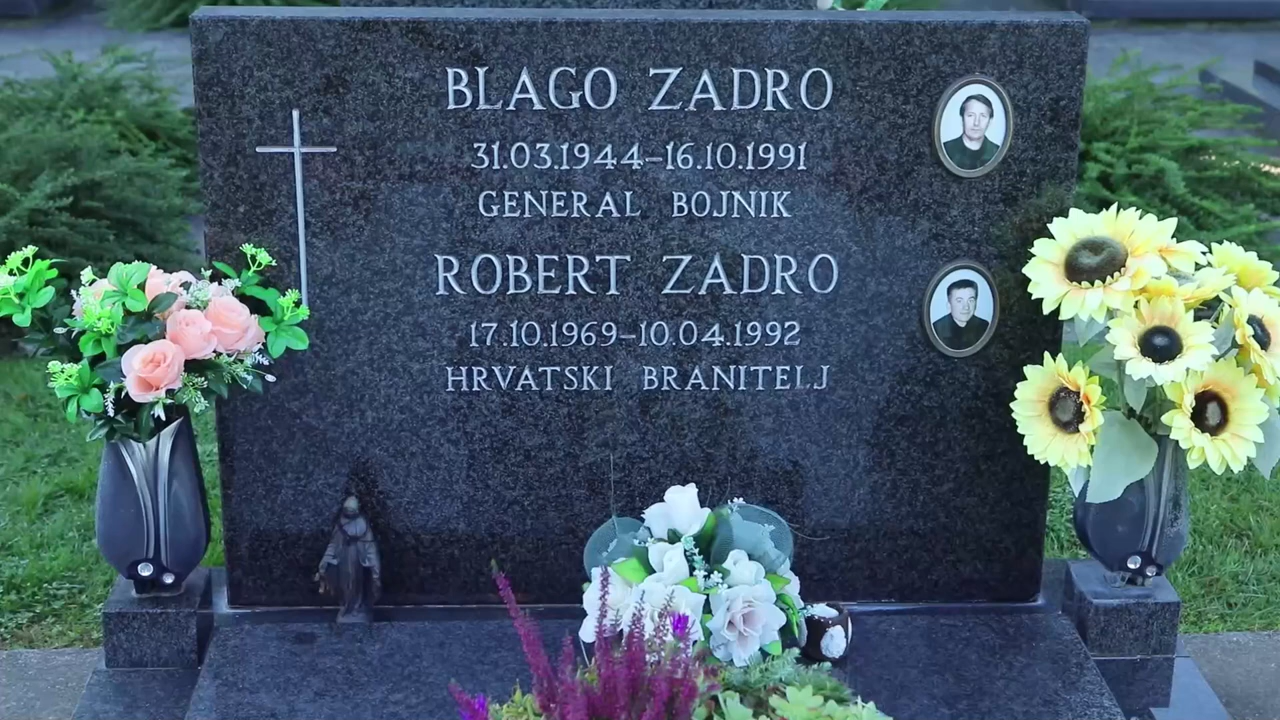 BLAGO ZADRO
31.03.1944-16.10.1991
GENERAL BOJNIK
ROBERT ZADRO
17.10.1969-10.04.1992
HRVATSKI BRANITELJ